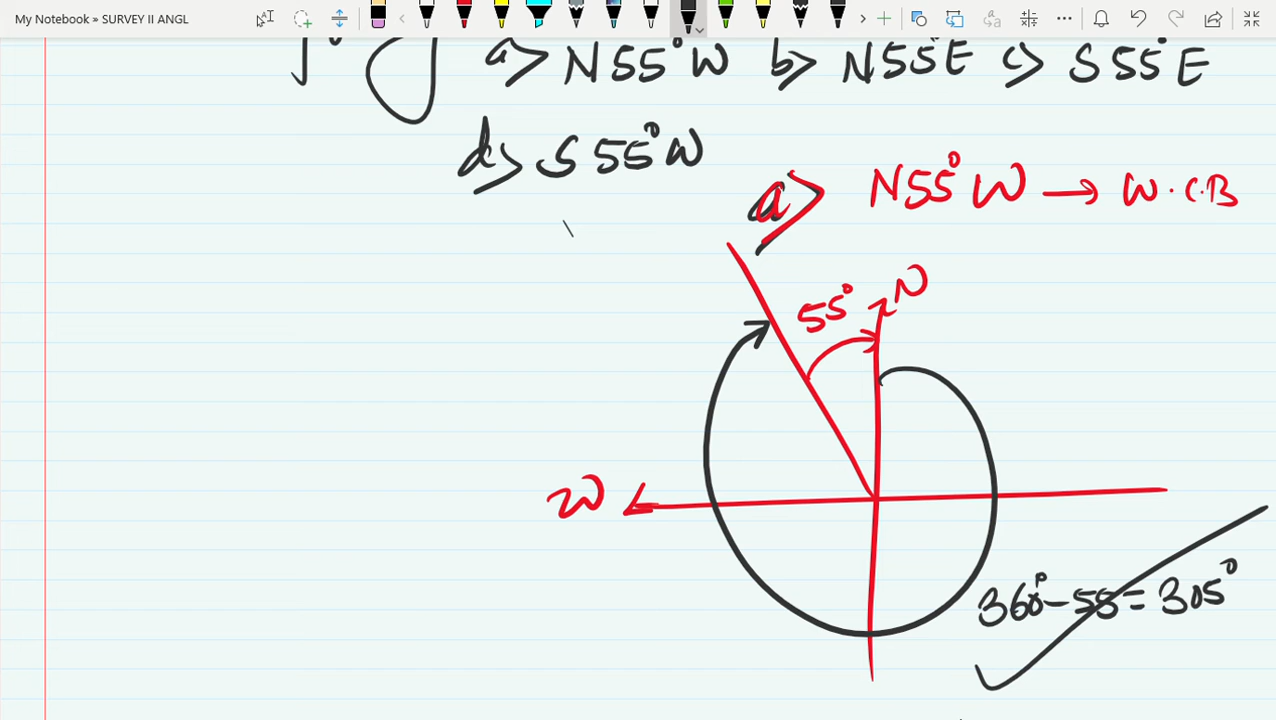 My Notebook » SURVEY II ANGL
a> N55°W b> N55°E c> S55°E
d> S55°W
a> N55°W → W.C.B
55° N
W
360°-55=305°